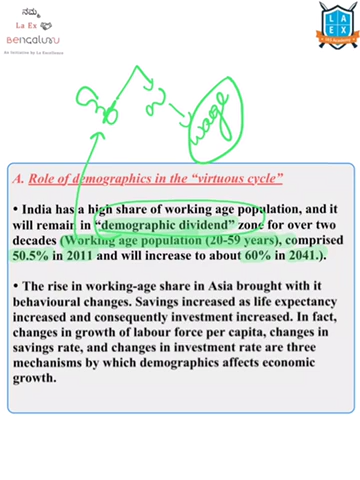 ನಮ್ಮ
La Ex
BENGALURU
An Initiative by La Excellence
LA
EX
IAS Academy
wage
A. Role of demographics in the “virtuous cycle”
• India has a high share of working age population, and it
will remain in “demographic dividend” zone for over two
decades (Working age population (20-59 years), comprised
50.5% in 2011 and will increase to about 60% in 2041.).
• The rise in working-age share in Asia brought with it
behavioural changes. Savings increased as life expectancy
increased and consequently investment increased. In fact,
changes in growth of labour force per capita, changes in
savings rate, and changes in investment rate are three
mechanisms by which demographics affects economic
growth.